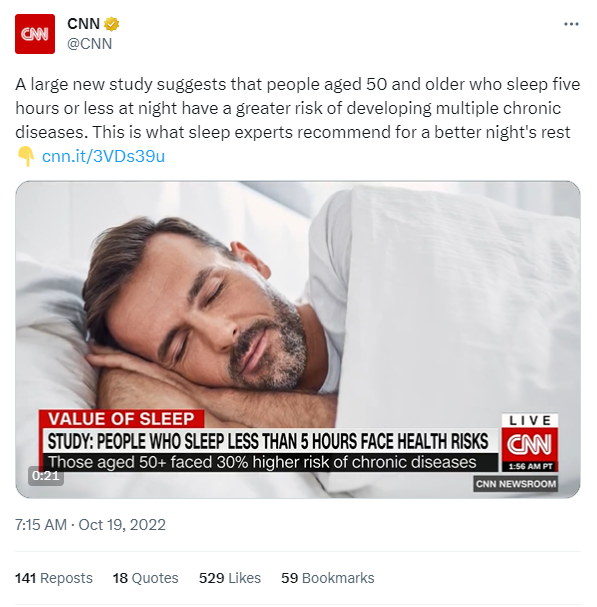 CNN
CNN
@CNN
A large new study suggests that people aged 50 and older who sleep five
hours or less at night have a greater risk of developing multiple chronic
diseases. This is what sleep experts recommend for a better night's rest
👇 cnn.it/3VDs39u
VALUE OF SLEEP
STUDY: PEOPLE WHO SLEEP LESS THAN 5 HOURS FACE HEALTH RISKS
Those aged 50+ faced 30% higher risk of chronic diseases
LIVE
CNN
1:56 AM PT
0:21
CNN NEWSROOM
7:15 AM · Oct 19, 2022
141 Reposts 18 Quotes 529 Likes 59 Bookmarks